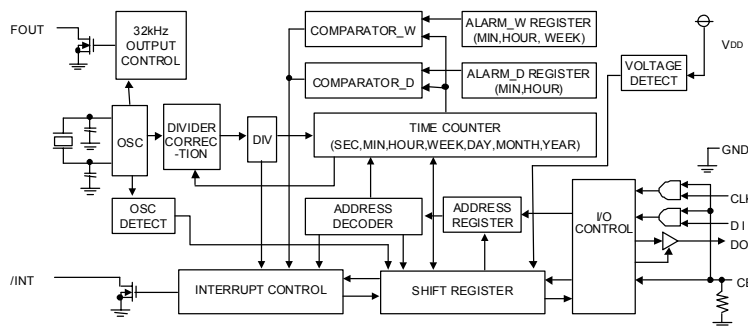 FOUT
32kHz
OUTPUT
CONTROL
COMPARATOR_W
ALARM_W REGISTER
(MIN,HOUR, WEEK)
COMPARATOR_D
ALARM_D REGISTER
(MIN,HOUR)
VOLTAGE
DETECT
VDD
OSC
DIVIDER
CORREC
-TION
DIV
TIME COUNTER
(SEC,MIN,HOUR,WEEK,DAY,MONTH,YEAR)
GND
OSC
DETECT
ADDRESS
DECODER
ADDRESS
REGISTER
I/O
CONTROL
CLK
DI
DO
CE
/INT
INTERRUPT CONTROL
SHIFT REGISTER